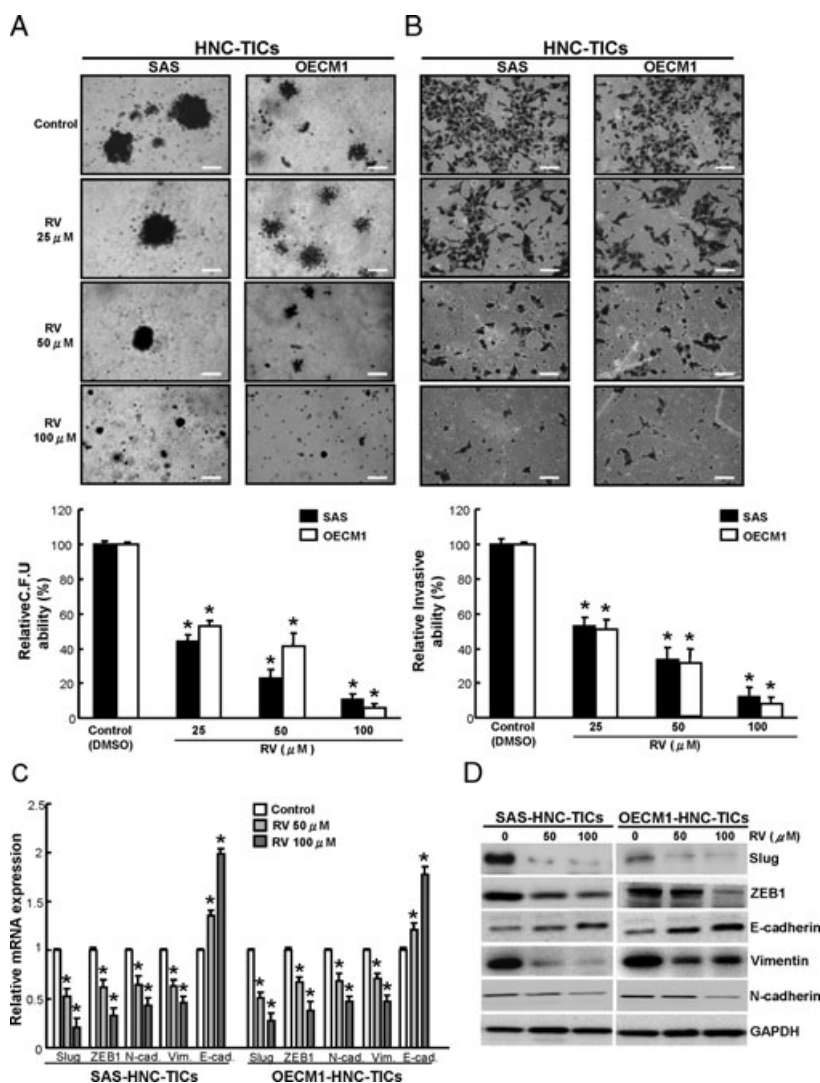 A
HNC-TICs
SAS OECM1
Control
RV
25 μM
RV
50 μM
RV
100 μM
RelativeC.F.U
ability (%)
120
100
80
60
40
20
0
SAS
OECM1
* * * * * *
Control
(DMSO)
25 50 100
RV (μM)
B
HNC-TICs
SAS OECM1
Relative Invasive
ability (%)
120
100
80
60
40
20
0
SAS
OECM1
* * * * * *
Control
(DMSO)
25 50 100
RV (μM)
C
Relative mRNA expression
2.5
2
1.5
1
0.5
0
Control
RV 50 μM
RV 100 μM
* * * * * * * * * * * * * * * * * * * *
Slug ZEB1 N-cad. Vim. E-cad. Slug ZEB1 N-cad. Vim. E-cad.
SAS-HNC-TICs OECM1-HNC-TICs
D
SAS-HNC-TICs OECM1-HNC-TICs
0 50 100 0 50 100 RV (μM)
Slug
ZEB1
E-cadherin
Vimentin
N-cadherin
GAPDH